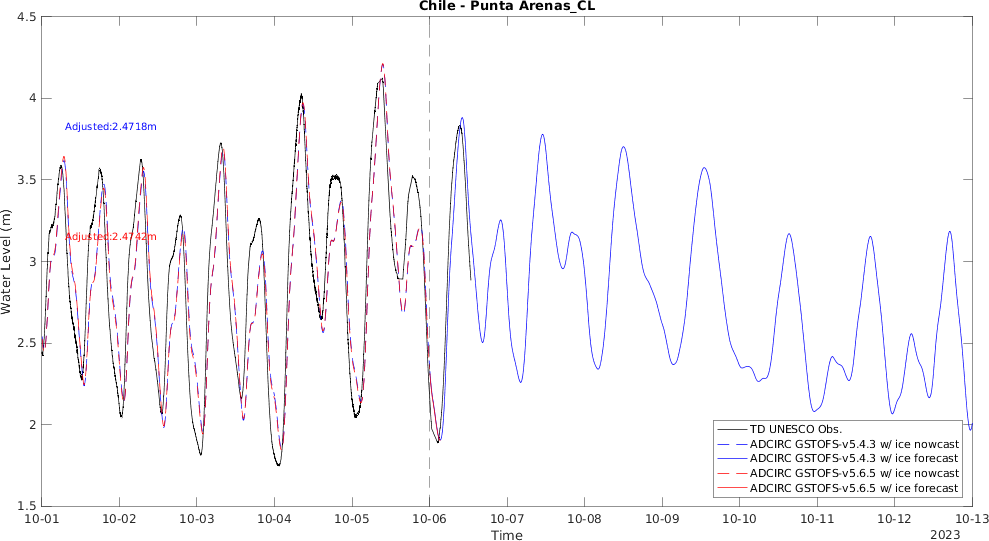 Chile - Punta Arenas_CL
4.5
4
3.5
3
2.5
2
1.5
Water Level (m)
Adjusted:2.4718m
Adjusted:2.4742m
TD UNESCO Obs.
ADCIRC GSTOFS-v5.4.3 w/ ice nowcast
ADCIRC GSTOFS-v5.4.3 w/ ice forecast
ADCIRC GSTOFS-v5.6.5 w/ ice nowcast
ADCIRC GSTOFS-v5.6.5 w/ ice forecast
10-01 10-02 10-03 10-04 10-05 10-06 10-07 10-08 10-09 10-10 10-11 10-12 10-13
Time
2023